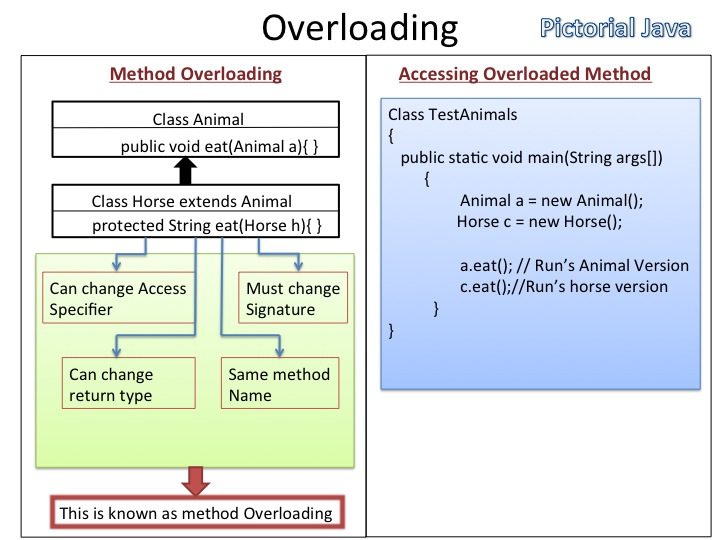 Overloading
Pictorial Java
Method Overloading
Class Animal
public void eat(Animal a){ }
Class Horse extends Animal
protected String eat(Horse h){ }
Can change Access
Specifier
Must change
Signature
Can change
return type
Same method
Name
This is known as method Overloading
Accessing Overloaded Method
Class TestAnimals
{
public static void main(String args[])
{
Animal a = new Animal();
Horse c = new Horse();
a.eat(); // Run's Animal Version
c.eat();//Run's horse version
}
}